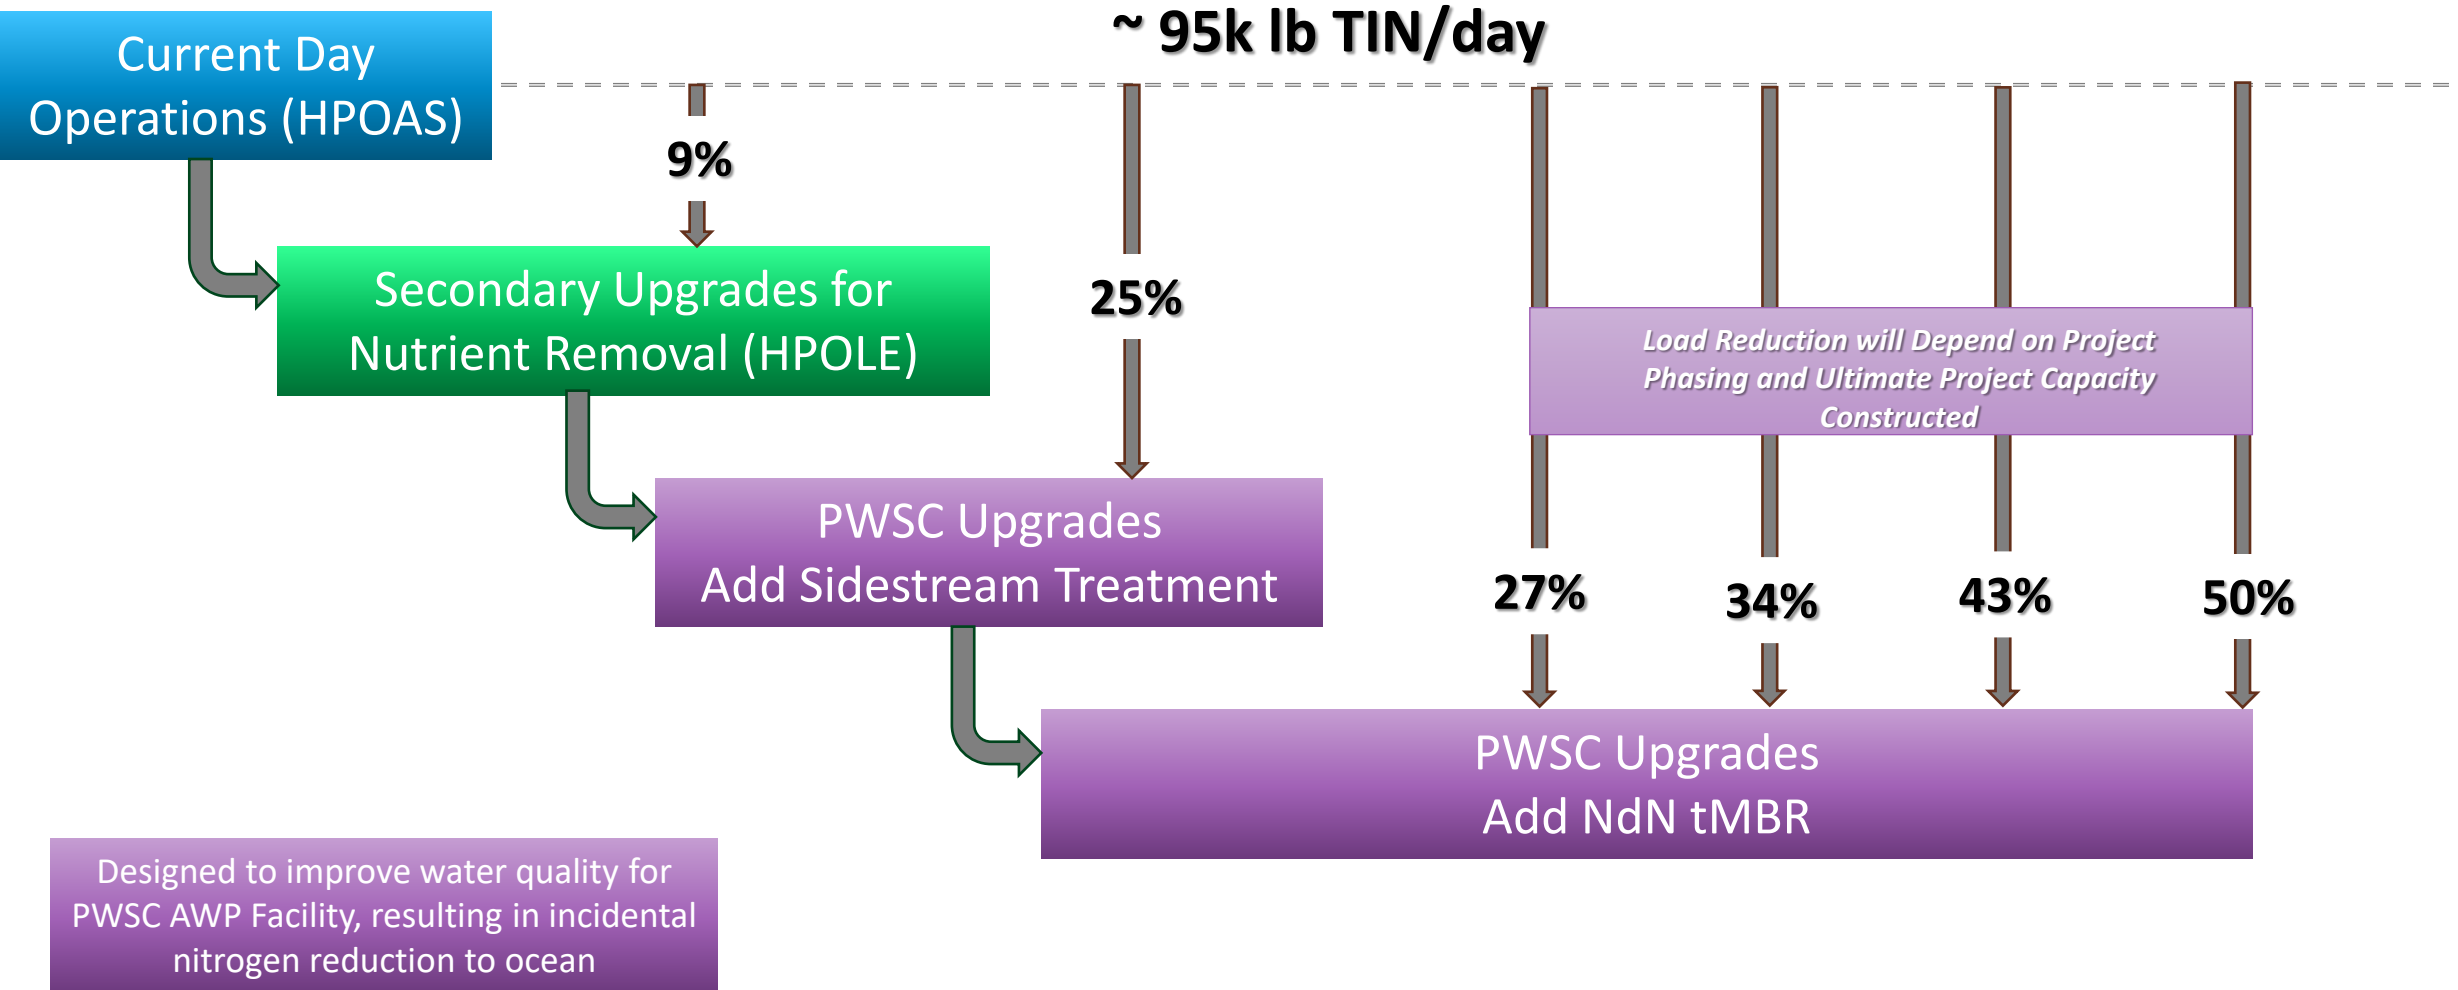 ~ 95k lb TIN/day
Current Day
Operations (HPOAS)
9%
Secondary Upgrades for
Nutrient Removal (HPOLE)
25%
Load Reduction will Depend on Project
Phasing and Ultimate Project Capacity
Constructed
PWSC Upgrades
Add Sidestream Treatment
27%
34%
43%
50%
PWSC Upgrades
Add NdN tMBR
Designed to improve water quality for
PWSC AWP Facility, resulting in incidental
nitrogen reduction to ocean